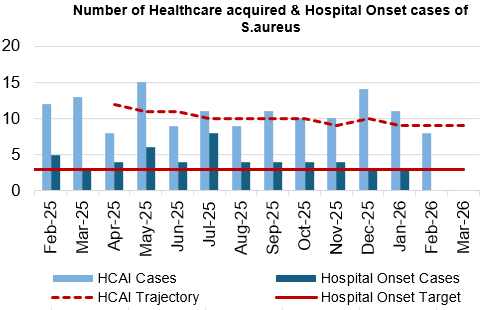 Number of Healthcare acquired & Hospital Onset cases of
S.aureus
20
15
10
5
0
Feb-25
Mar-25
Apr-25
May-25
Jun-25
Jul-25
Aug-25
Sep-25
Oct-25
Nov-25
Dec-25
Jan-26
Feb-26
Mar-26
HCAI Cases
Hospital Onset Cases
HCAI Trajectory
Hospital Onset Target